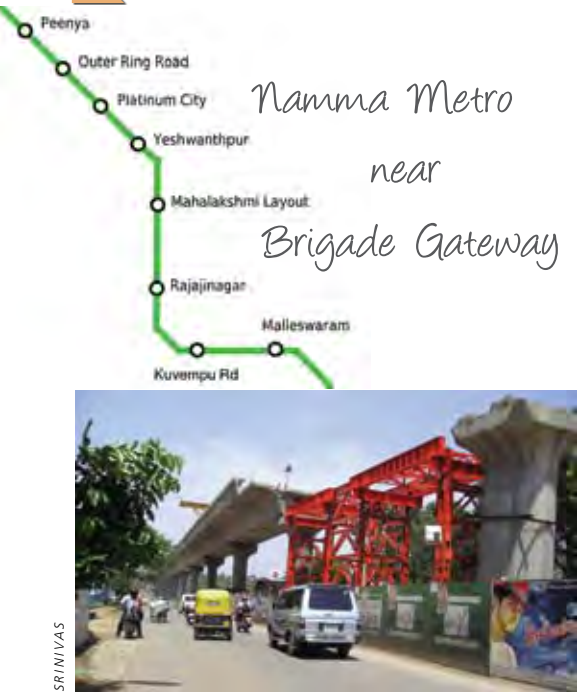 Peenya
Outer Ring Road
Platinum City
Yeshwanthpur
Mahalakshmi Layout
Rajajinagar
Malleswaram
Kuvempu Rd
Namma Metro
near
Brigade Gateway
SRINIVAS